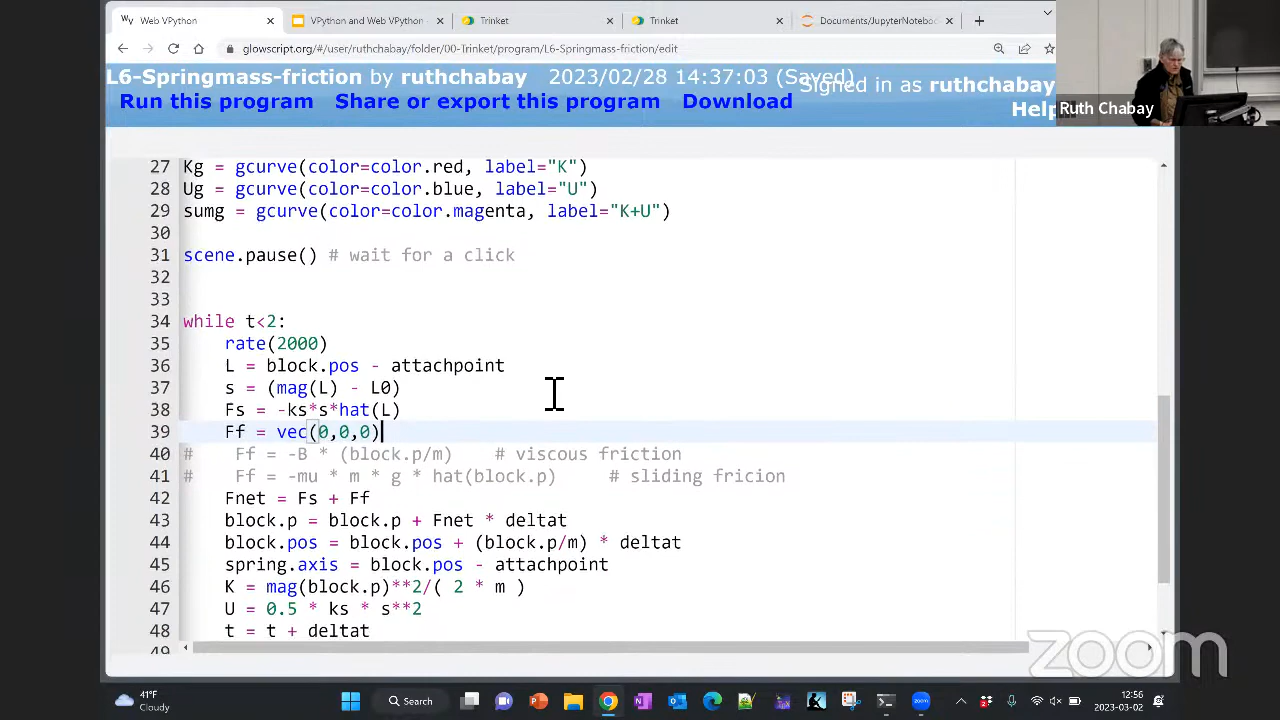 Web VPython
VPython and Web VPython
Trinket
Trinket
Documents/JupyterNotebo
glowscript.org/#/user/ruthchabay/folder/00-Trinket/program/L6-Springmass-friction/edit
L6-Springmass-friction by ruthchabay 2023/02/28 14:37:03 (Saved)
Signed in as ruthchabay
Run this program Share or export this program Download
Help
Ruth Chabay
27 Kg = gcurve(color=color.red, label="K")
28 Ug = gcurve(color=color.blue, label="U")
29 sumg = gcurve(color=color.magenta, label="K+U")
30
31 scene.pause() # wait for a click
32
33
34 while t<2:
35     rate(2000)
36     L = block.pos - attachpoint
37     s = (mag(L) - L0)
38     Fs = -ks*s*hat(L)
39     Ff = vec(0,0,0)
40 #    Ff = -B * (block.p/m)    # viscous friction
41 #    Ff = -mu * m * g * hat(block.p)     # sliding fricion
42     Fnet = Fs + Ff
43     block.p = block.p + Fnet * deltat
44     block.pos = block.pos + (block.p/m) * deltat
45     spring.axis = block.pos - attachpoint
46     K = mag(block.p)**2/( 2 * m )
47     U = 0.5 * ks * s**2
48     t = t + deltat
49
zoom
41°F
Cloudy
Search
12:56
2023-03-02